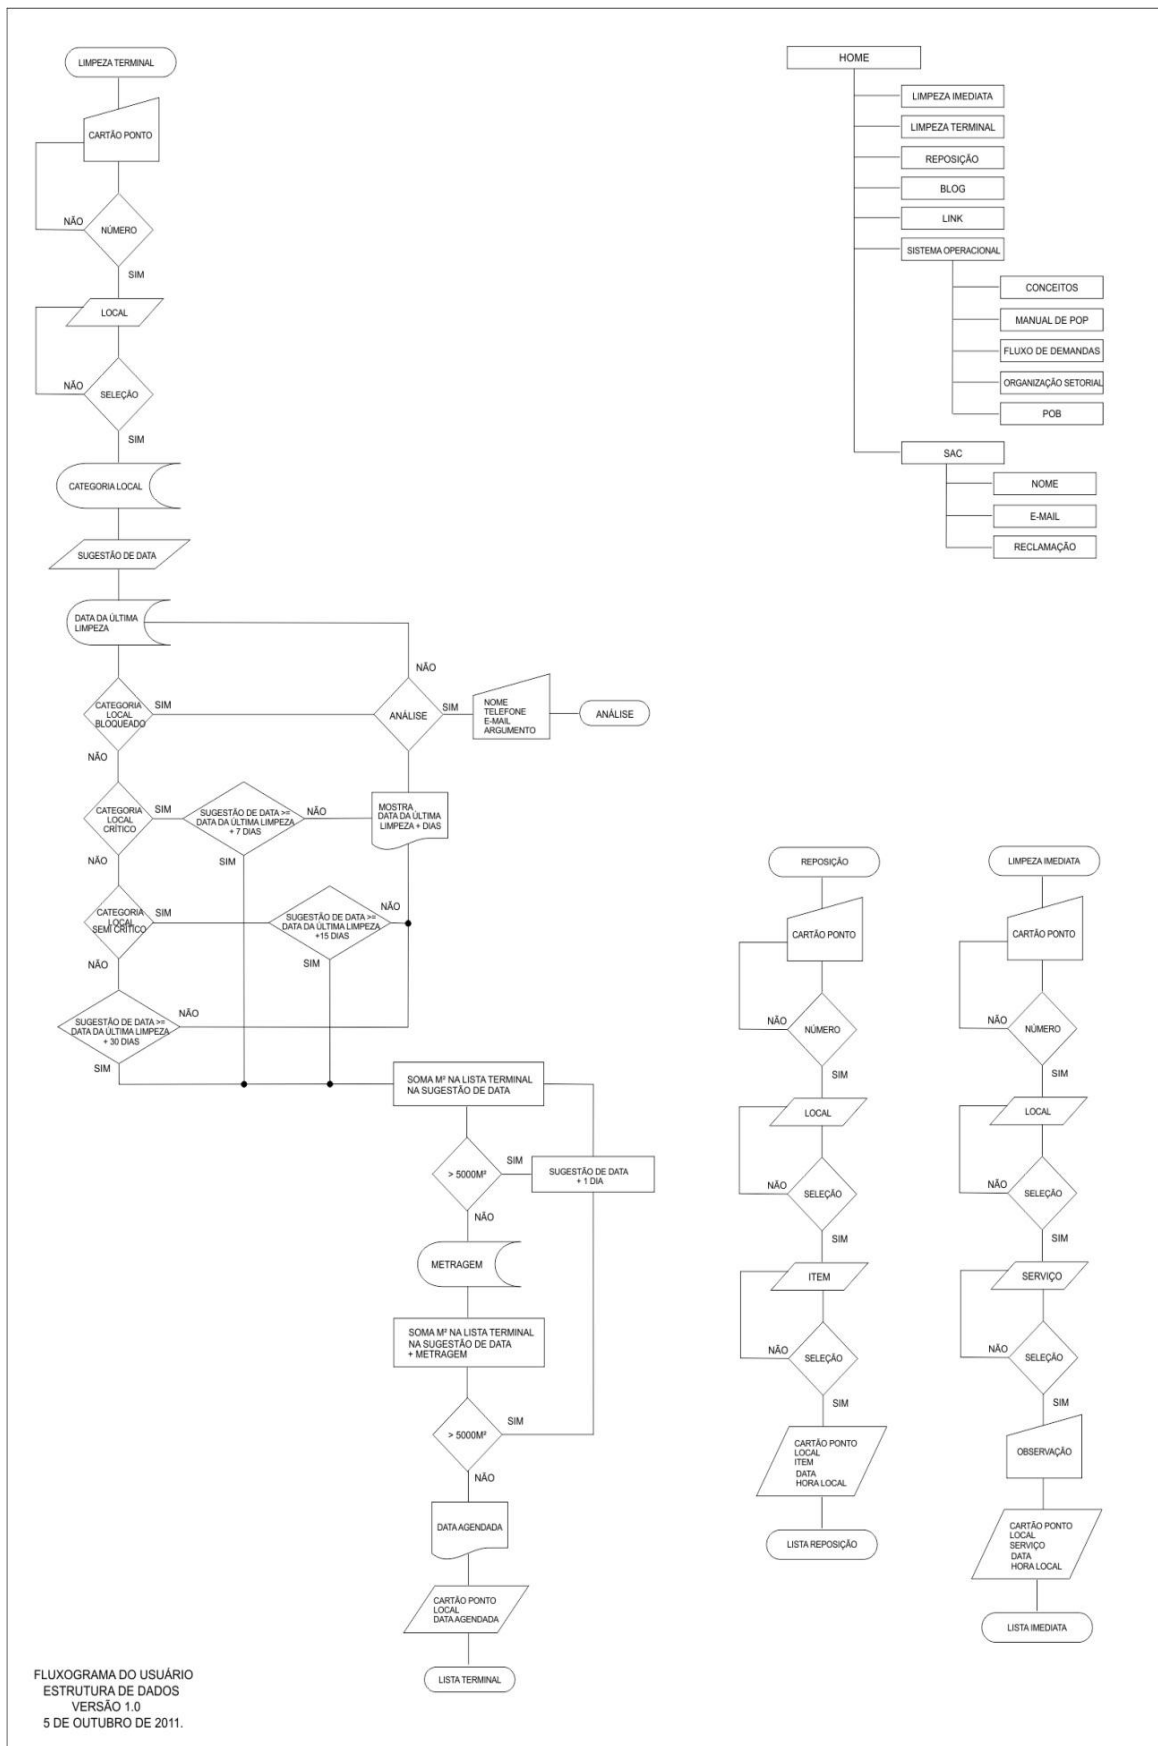 LIMPEZA TERMINAL
CARTÃO PONTO
NÃO
NÚMERO
SIM
LOCAL
NÃO
SELEÇÃO
SIM
CATEGORIA LOCAL
SUGESTÃO DE DATA
DATA DA ÚLTIMA
LIMPEZA
NÃO
CATEGORIA
LOCAL
BLOQUEADO
SIM
ANÁLISE
SIM
NOME
TELEFONE
E-MAIL
ARGUMENTO
ANÁLISE
NÃO
CATEGORIA
LOCAL
CRÍTICO
SIM
SUGESTÃO DE DATA >=
DATA DA ÚLTIMA LIMPEZA
+ 7 DIAS
NÃO
MOSTRA
DATA DA ÚLTIMA
LIMPEZA + DIAS
NÃO
SIM
CATEGORIA
LOCAL
SEMI CRÍTICO
SIM
SUGESTÃO DE DATA >=
DATA DA ÚLTIMA LIMPEZA
+15 DIAS
NÃO
NÃO
SIM
SUGESTÃO DE DATA >=
DATA DA ÚLTIMA LIMPEZA
+ 30 DIAS
NÃO
SIM
SOMA M² NA LISTA TERMINAL
NA SUGESTÃO DE DATA
> 5000M²
SIM
SUGESTÃO DE DATA
+ 1 DIA
NÃO
METRAGEM
SOMA M² NA LISTA TERMINAL
NA SUGESTÃO DE DATA
+ METRAGEM
> 5000M²
SIM
NÃO
DATA AGENDADA
CARTÃO PONTO
LOCAL
DATA AGENDADA
LISTA TERMINAL
HOME
LIMPEZA IMEDIATA
LIMPEZA TERMINAL
REPOSIÇÃO
BLOG
LINK
SISTEMA OPERACIONAL
CONCEITOS
MANUAL DE POP
FLUXO DE DEMANDAS
ORGANIZAÇÃO SETORIAL
POB
SAC
NOME
E-MAIL
RECLAMAÇÃO
REPOSIÇÃO
CARTÃO PONTO
NÃO
NÚMERO
SIM
LOCAL
NÃO
SELEÇÃO
SIM
ITEM
NÃO
SELEÇÃO
SIM
CARTÃO PONTO
LOCAL
ITEM
DATA
HORA LOCAL
LISTA REPOSIÇÃO
LIMPEZA IMEDIATA
CARTÃO PONTO
NÃO
NÚMERO
SIM
LOCAL
NÃO
SELEÇÃO
SIM
SERVIÇO
NÃO
SELEÇÃO
SIM
OBSERVAÇÃO
CARTÃO PONTO
LOCAL
SERVIÇO
DATA
HORA LOCAL
LISTA IMEDIATA
FLUXOGRAMA DO USUÁRIO
ESTRUTURA DE DADOS
VERSÃO 1.0
5 DE OUTUBRO DE 2011.